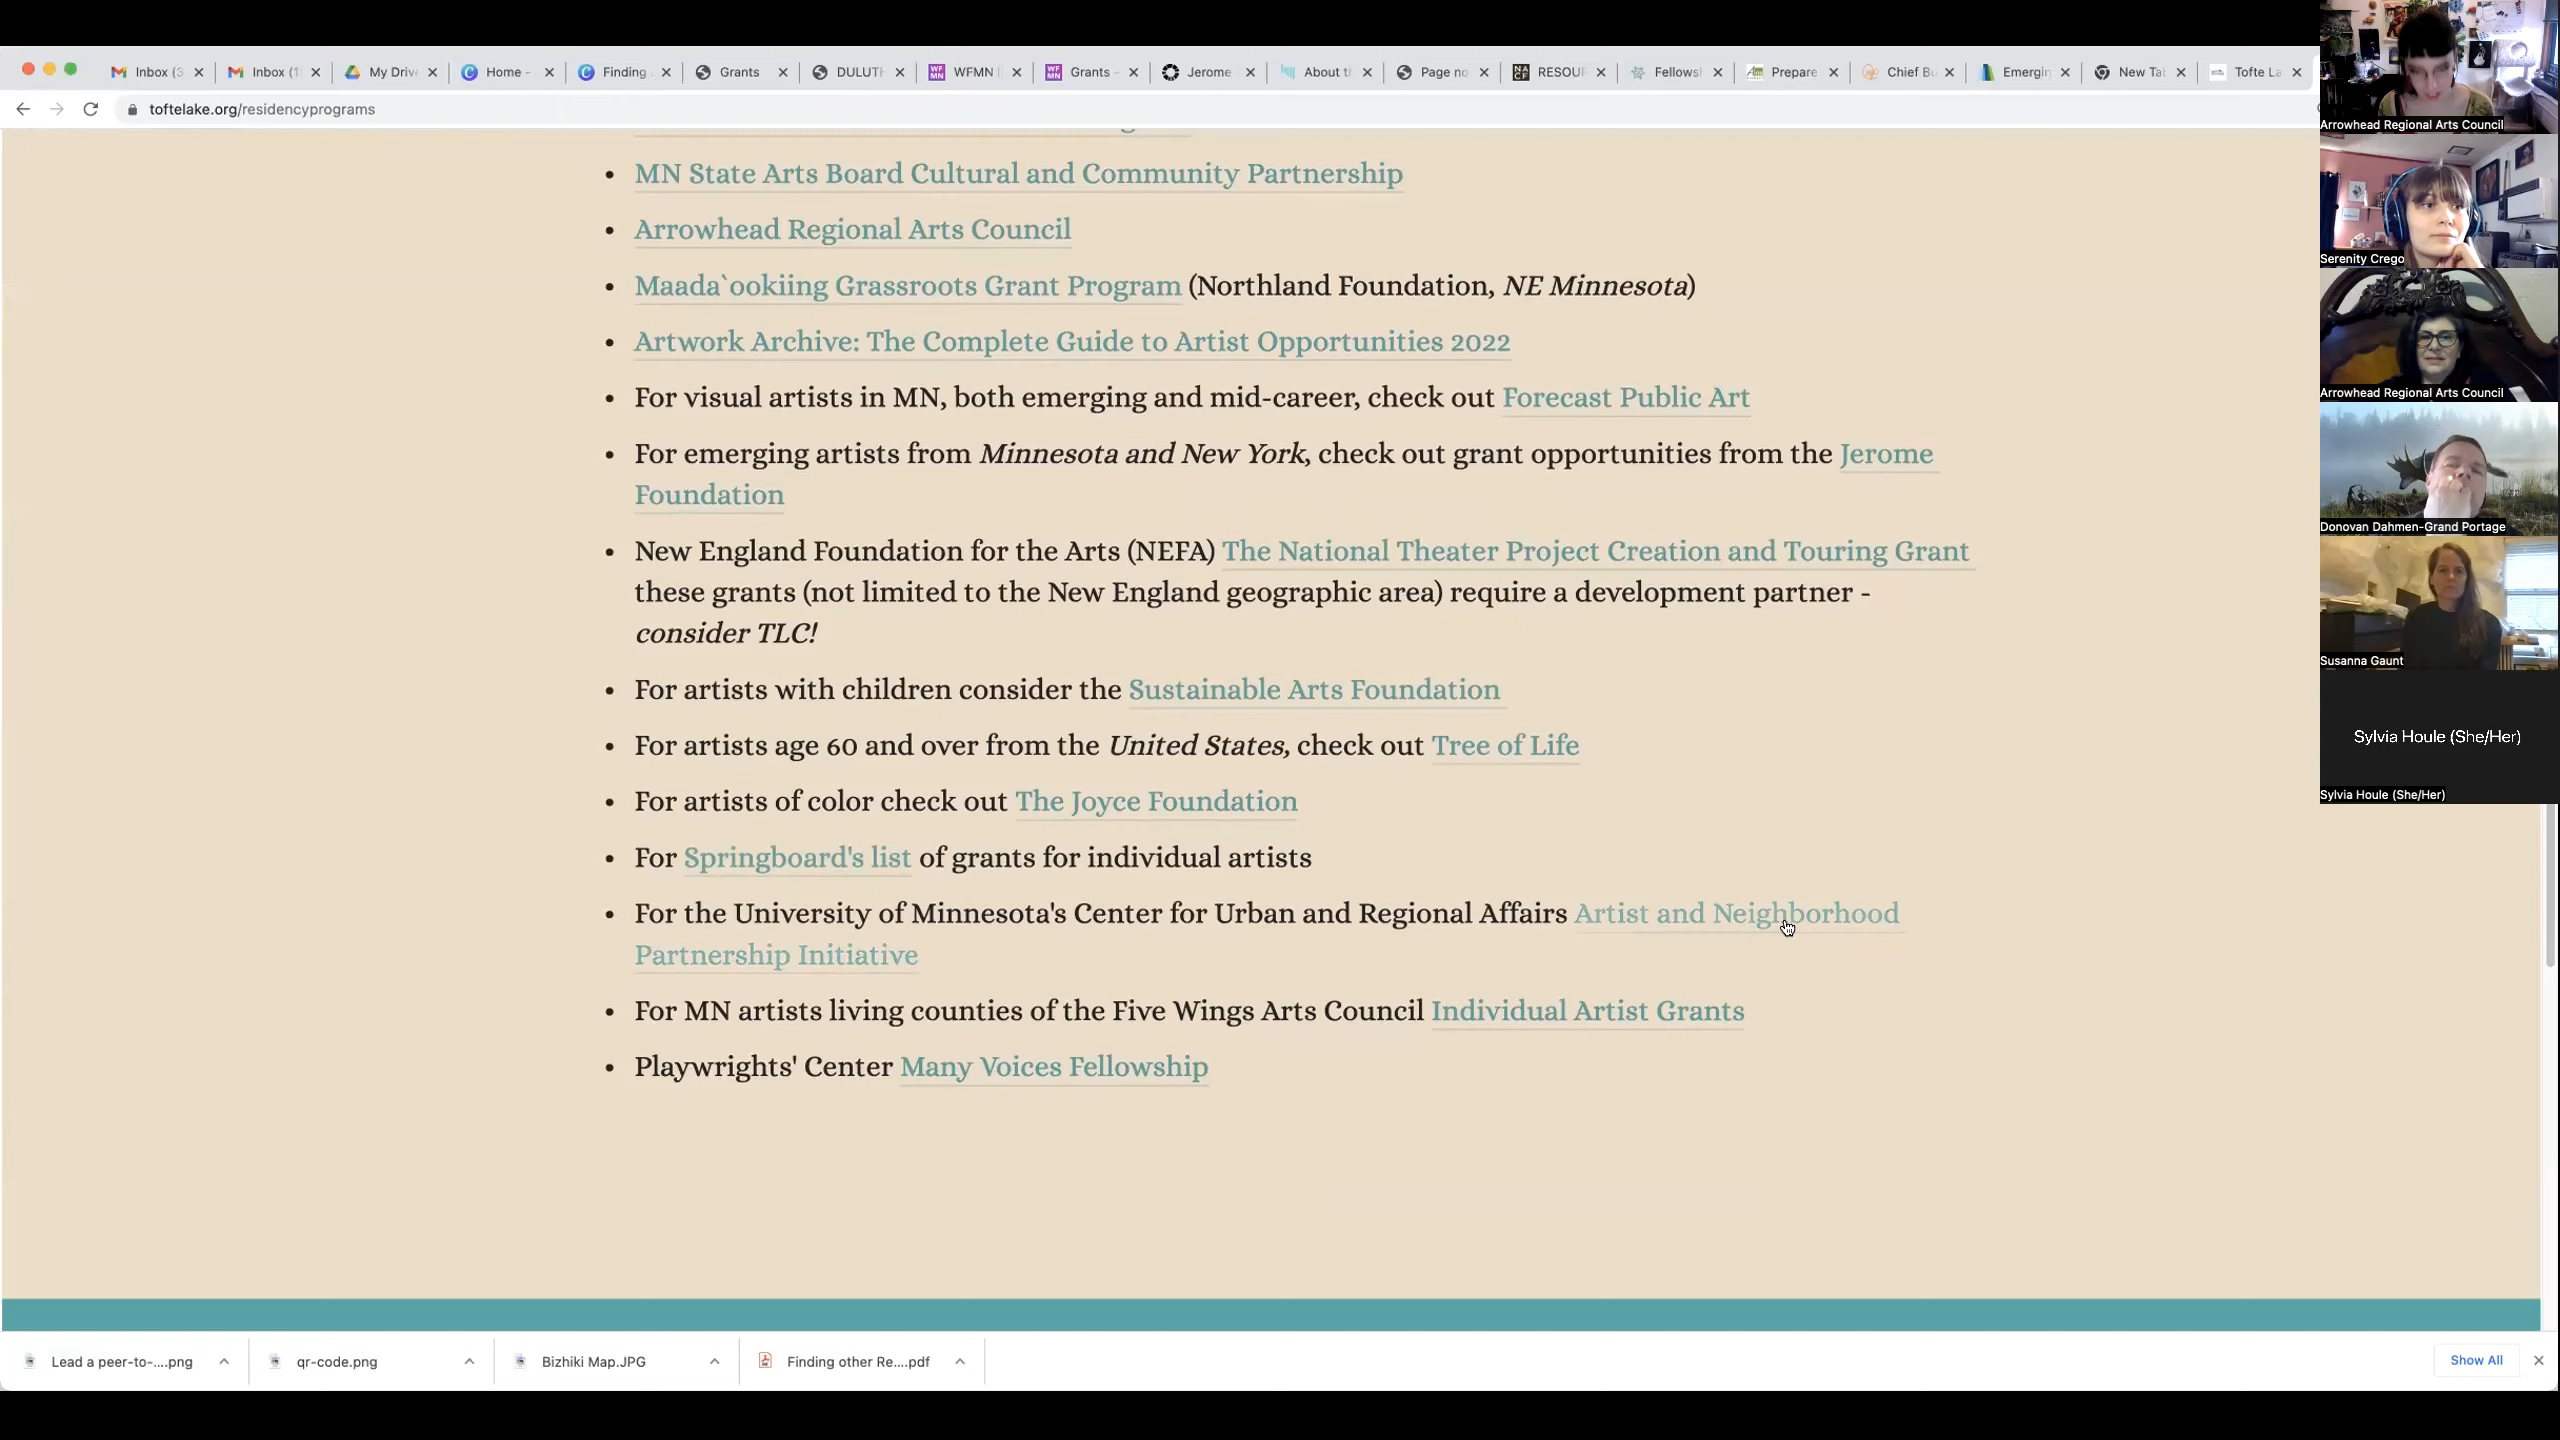 Inbox (3
Inbox (1
My Driv
Home -
Finding
Grants
DULUTH
WFMN
Grants -
Jerome
About t
Page no
RESOUR
Fellows
Prepare
Chief Bu
Emergin
New Tab
Tofte La
toftelake.org/residencyprograms
• MN State Arts Board Cultural and Community Partnership
• Arrowhead Regional Arts Council
• Maada`ookiing Grassroots Grant Program (Northland Foundation, NE Minnesota)
• Artwork Archive: The Complete Guide to Artist Opportunities 2022
• For visual artists in MN, both emerging and mid-career, check out Forecast Public Art
• For emerging artists from Minnesota and New York, check out grant opportunities from the Jerome
Foundation
• New England Foundation for the Arts (NEFA) The National Theater Project Creation and Touring Grant
these grants (not limited to the New England geographic area) require a development partner -
consider TLC!
• For artists with children consider the Sustainable Arts Foundation
• For artists age 60 and over from the United States, check out Tree of Life
• For artists of color check out The Joyce Foundation
• For Springboard's list of grants for individual artists
• For the University of Minnesota's Center for Urban and Regional Affairs Artist and Neighborhood
Partnership Initiative
• For MN artists living counties of the Five Wings Arts Council Individual Artist Grants
• Playwrights' Center Many Voices Fellowship
Arrowhead Regional Arts Council
Serenity Crego
Arrowhead Regional Arts Council
Donovan Dahmen-Grand Portage
Susanna Gaunt
Sylvia Houle (She/Her)
Sylvia Houle (She/Her)
Lead a peer-to-....png
qr-code.png
Bizhiki Map.JPG
Finding other Re....pdf
Show All